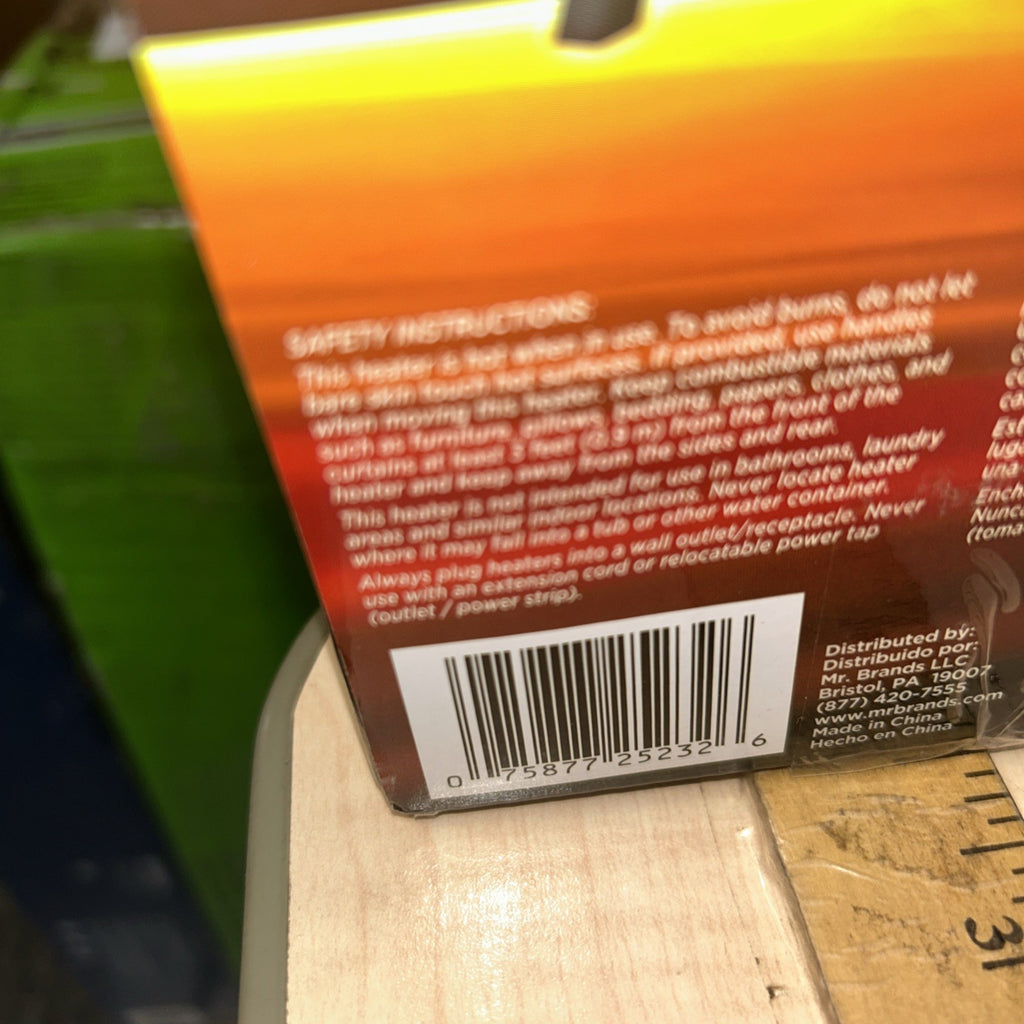 SAFETY INSTRUCTIONS:
This heater is hot when in use. To avoid burns, do not let
bare skin touch hot surfaces. If provided, use handles
when moving this heater. Keep combustible materials
such as furniture, pillows, bedding, papers, clothes, and
curtains at least 3 feet (0.9 m) from the front of the
heater and keep away from the sides and rear.
This heater is not intended for use in bathrooms, laundry
areas and similar indoor locations. Never locate heater
where it may fall into a tub or other water container.
Always plug heaters into a wall outlet/receptacle. Never
use with an extension cord or relocatable power tap
(outlet / power strip).
0 75877 25232 6
Distributed by:
Distribuido por:
Mr. Brands LLC
Bristol, PA 19007
(877) 420-7555
www.mrbrands.com
Made in China
Hecho en China
Ench
Nunc
(toma
3